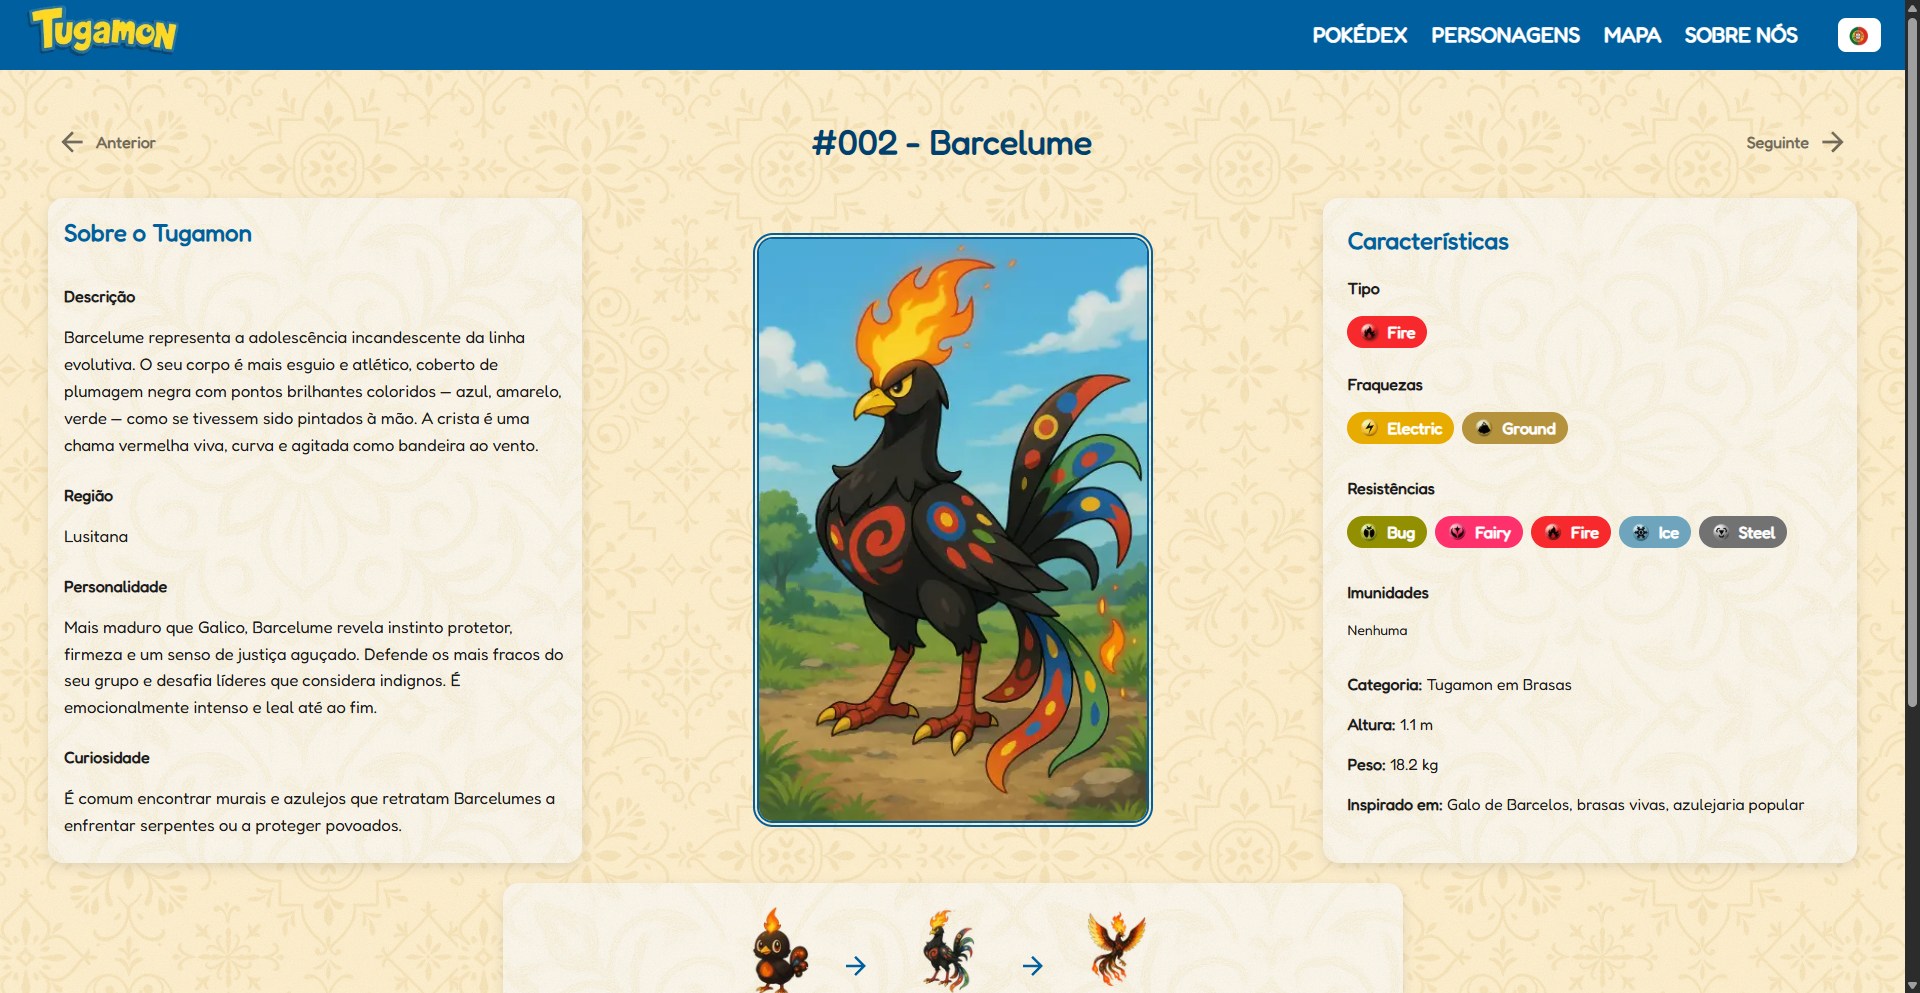 Tugamon
POKÉDEX PERSONAGENS MAPA SOBRE NÓS
Anterior
#002 - Barcelume
Seguinte
Sobre o Tugamon
Descrição
Barcelume representa a adolescência incandescente da linha
evolutiva. O seu corpo é mais esguio e atlético, coberto de
plumagem negra com pontos brilhantes coloridos — azul, amarelo,
verde — como se tivessem sido pintados à mão. A crista é uma
chama vermelha viva, curva e agitada como bandeira ao vento.
Região
Lusitana
Personalidade
Mais maduro que Galico, Barcelume revela instinto protetor,
firmeza e um senso de justiça aguçado. Defende os mais fracos do
seu grupo e desafia líderes que considera indignos. É
emocionalmente intenso e leal até ao fim.
Curiosidade
É comum encontrar murais e azulejos que retratam Barcelumes a
enfrentar serpentes ou a proteger povoados.
Características
Tipo
Fire
Fraquezas
Electric Ground
Resistências
Bug Fairy Fire Ice Steel
Imunidades
Nenhuma
Categoria: Tugamon em Brasas
Altura: 1.1 m
Peso: 18.2 kg
Inspirado em: Galo de Barcelos, brasas vivas, azulejaria popular